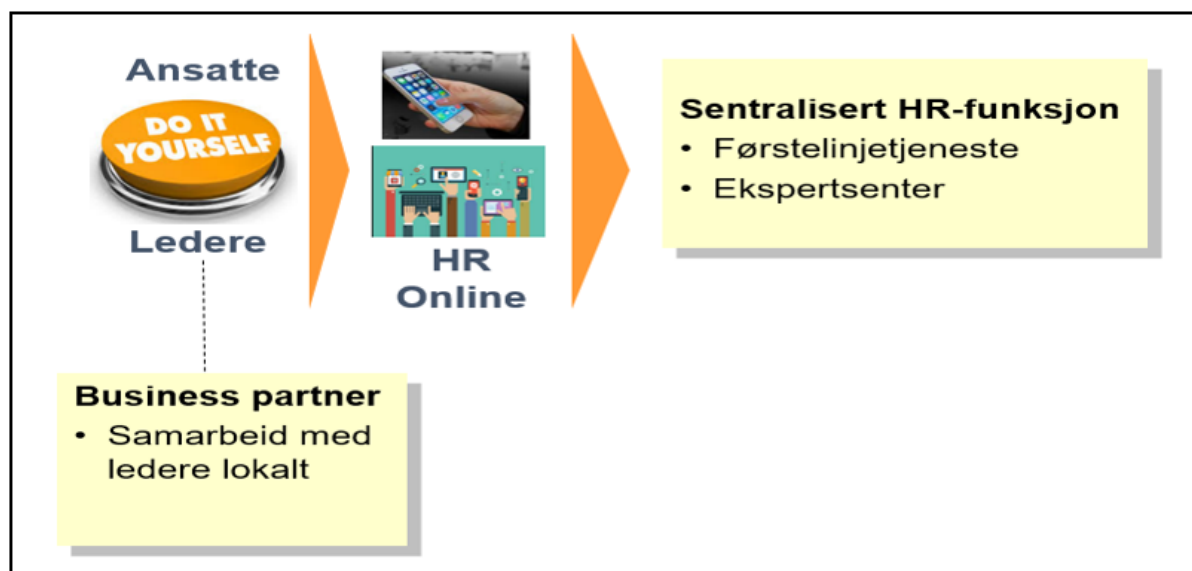 Ansatte
DO IT
YOURSELF
Ledere
HR
Online
Sentralisert HR-funksjon
• Førstelinjetjeneste
• Ekspertsenter
Business partner
• Samarbeid med
ledere lokalt